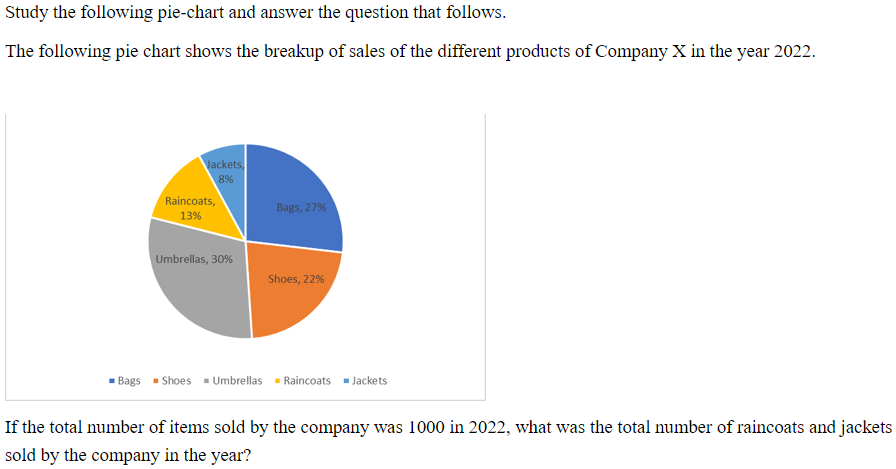 Study the following pie-chart and answer the question that follows.
The following pie chart shows the breakup of sales of the different products of Company X in the year 2022.
Jackets,
8%
Raincoats,
13%
Bags, 27%
Umbrellas, 30%
Shoes, 22%
Bags Shoes Umbrellas Raincoats Jackets
If the total number of items sold by the company was 1000 in 2022, what was the total number of raincoats and jackets
sold by the company in the year?